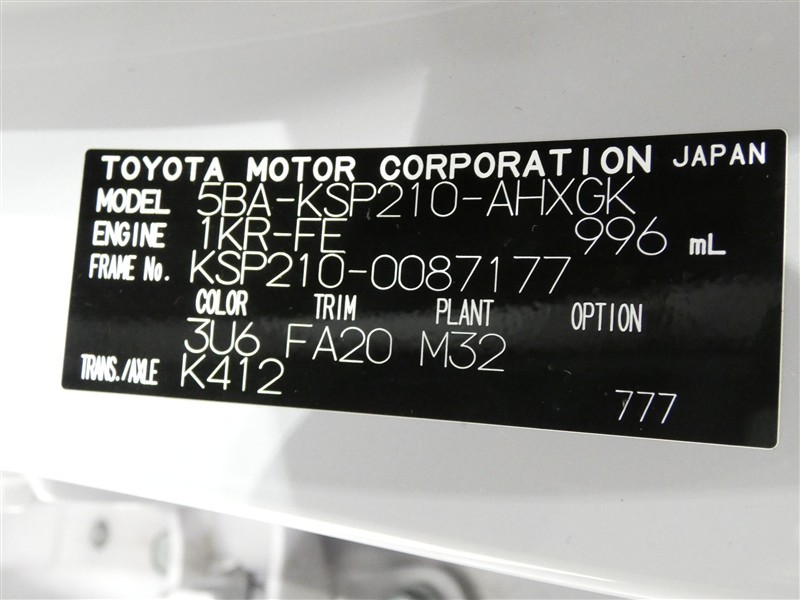 TOYOTA MOTOR CORPORATION JAPAN
MODEL 5BA-KSP210-AHXGK
ENGINE 1KR-FE 996 mL
FRAME No. KSP210-0087177
COLOR TRIM PLANT OPTION
3U6 FA20 M32
TRANS./AXLE K412
777